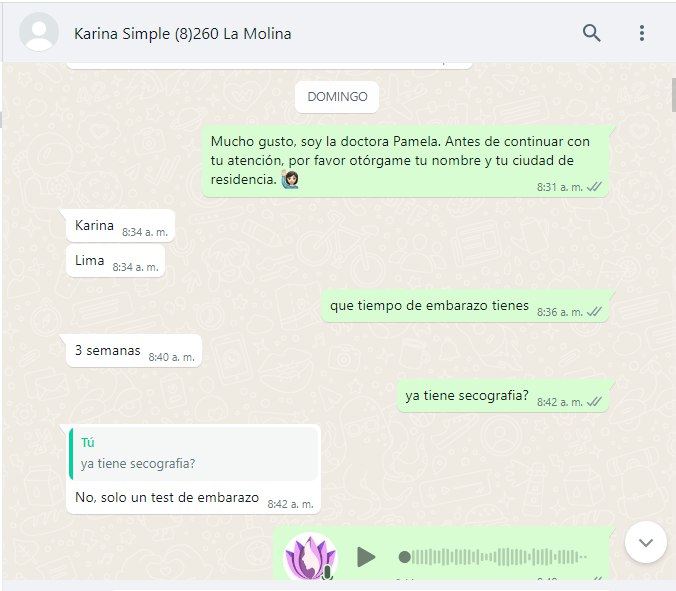 Karina Simple (8)260 La Molina
DOMINGO
Mucho gusto, soy la doctora Pamela. Antes de continuar con
tu atención, por favor otórgame tu nombre y tu ciudad de
residencia. 🙋🏻‍♀️
8:31 a. m.
Karina 8:34 a. m.
Lima 8:34 a. m.
que tiempo de embarazo tienes 8:36 a. m.
3 semanas 8:40 a. m.
ya tiene secografia? 8:42 a. m.
Tú
ya tiene secografia?
No, solo un test de embarazo 8:42 a. m.